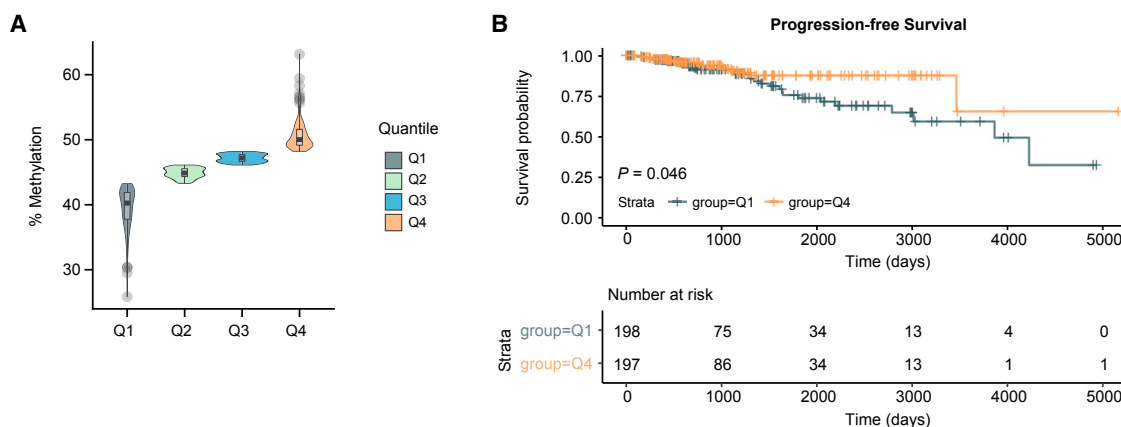 A
% Methylation
60
50
40
30
Q1 Q2 Q3 Q4
Quantile
Q1
Q2
Q3
Q4
B
Progression-free Survival
Survival probability
1.00
0.75
0.50
0.25
0.00
P = 0.046
Strata group=Q1 group=Q4
0 1000 2000 3000 4000 5000
Time (days)
Number at risk
Strata
group=Q1 198 75 34 13 4 0
group=Q4 197 86 34 13 1 1
0 1000 2000 3000 4000 5000
Time (days)